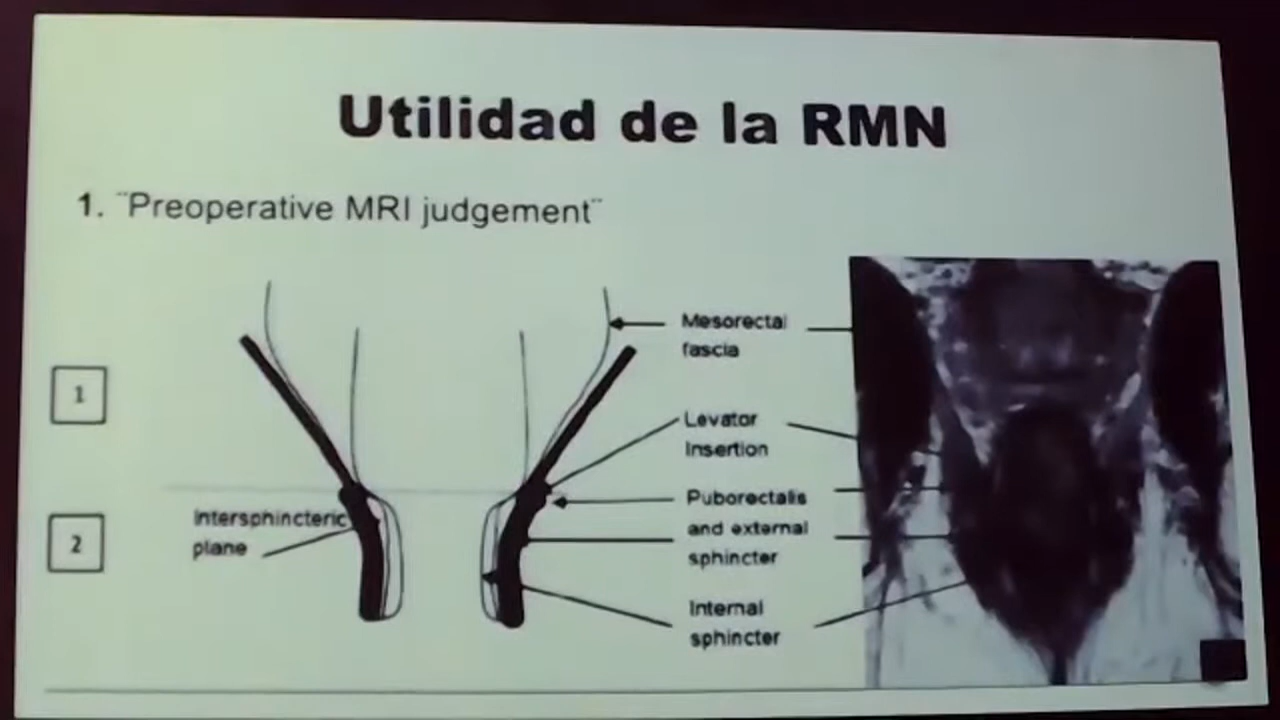 Utilidad de la RMN
1. ¨Preoperative MRI judgement¨
Mesorectal
fascia
1
Levator
Insertion
Puborectalis
and external
sphincter
Intersphincteric
plane
2
Internal
sphincter